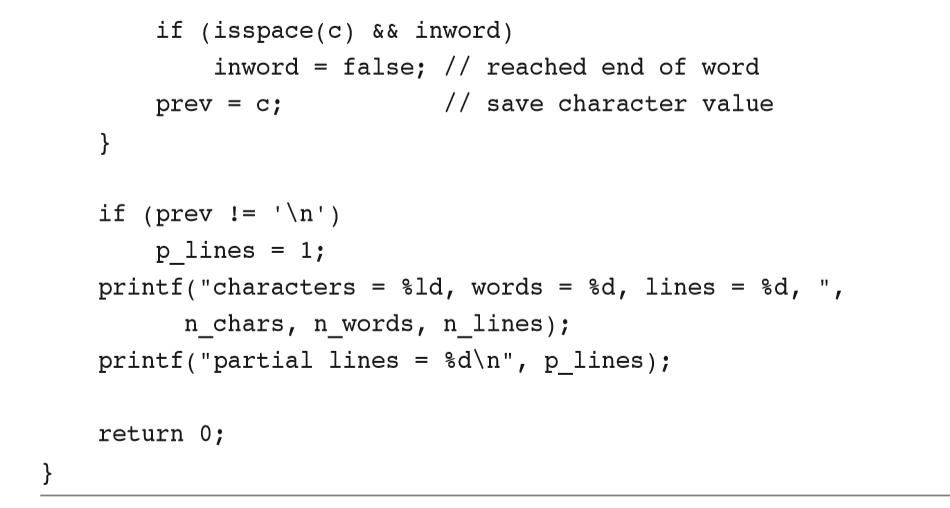 if (isspace(c) && inword)
            inword = false; // reached end of word
        prev = c;           // save character value
    }

    if (prev != '\n')
        p_lines = 1;
    printf("characters = %ld, words = %d, lines = %d, ",
          n_chars, n_words, n_lines);
    printf("partial lines = %d\n", p_lines);

    return 0;
}